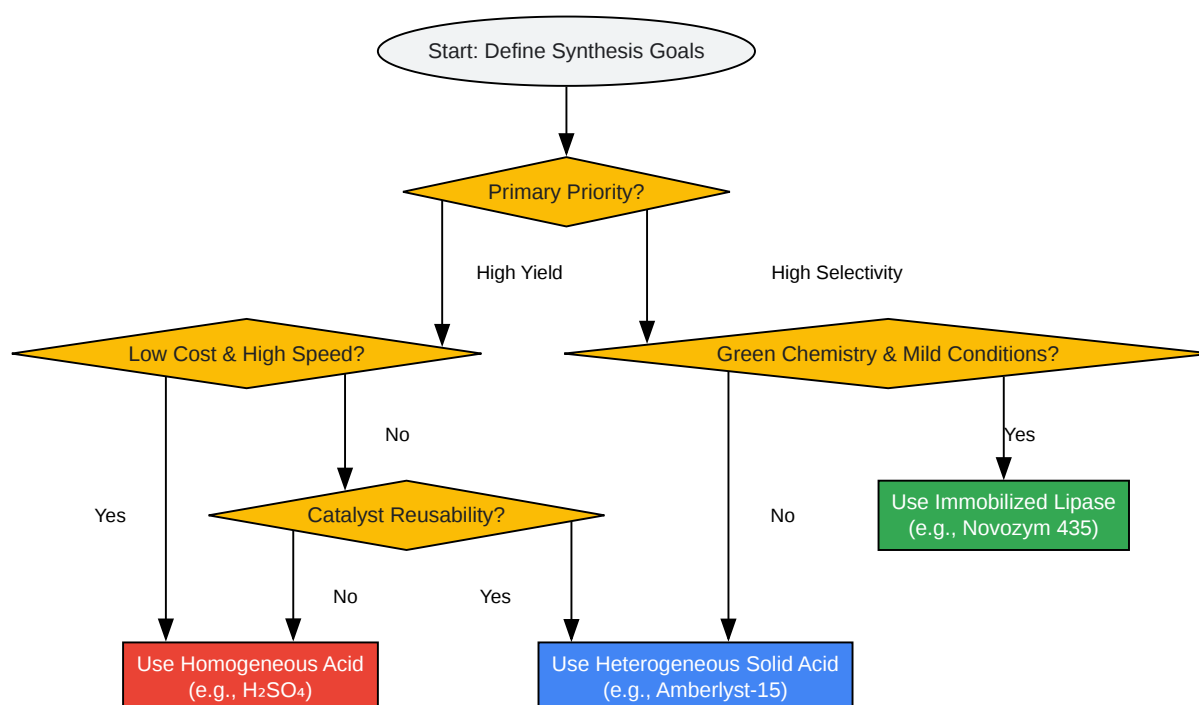 Start: Define Synthesis Goals
Primary Priority?
High Yield
High Selectivity
Low Cost & High Speed?
Green Chemistry & Mild Conditions?
No
Yes
Use Immobilized Lipase
(e.g., Novozym 435)
Yes
Catalyst Reusability?
No
No
Yes
Use Homogeneous Acid
(e.g., H₂SO₄)
Use Heterogeneous Solid Acid
(e.g., Amberlyst-15)